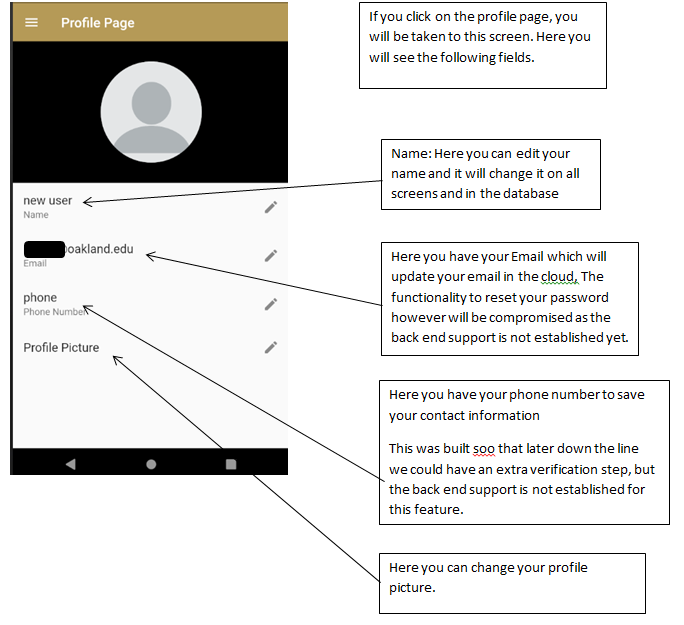 Profile Page
new user
Name
oakland.edu
Email
phone
Phone Number
Profile Picture
If you click on the profile page, you
will be taken to this screen. Here you
will see the following fields.
Name: Here you can edit your
name and it will change it on all
screens and in the database
Here you have your Email which will
update your email in the cloud, The
functionality to reset your password
however will be compromised as the
back end support is not established yet.
Here you have your phone number to save
your contact information
This was built soo that later down the line
we could have an extra verification step, but
the back end support is not established for
this feature.
Here you can change your profile
picture.